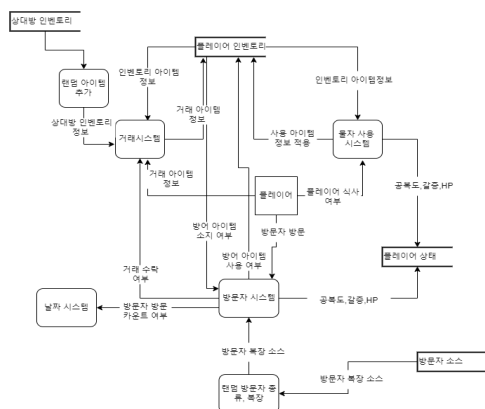 상대방 인벤토리
플레이어 인벤토리
랜덤 아이템
추가
인벤토리 아이템
정보
인벤토리 아이템정보
거래 아이템
정보
상대방 인벤토리
정보
거래시스템
사용 아이템
정보 적용
물자 사용
시스템
거래 아이템
정보
플레이어
플레이어 식사
여부
공복도,갈증,HP
방어 아이템
소지 여부
방문자 방문
방어 아이템
사용 여부
플레이어 상태
거래 수락
여부
날짜 시스템
방문자 방문
카운트 여부
방문자 시스템
공복도,갈증,HP
방문자 복장 소스
방문자 소스
방문자 복장 소스
랜덤 방문자 종
류, 복장